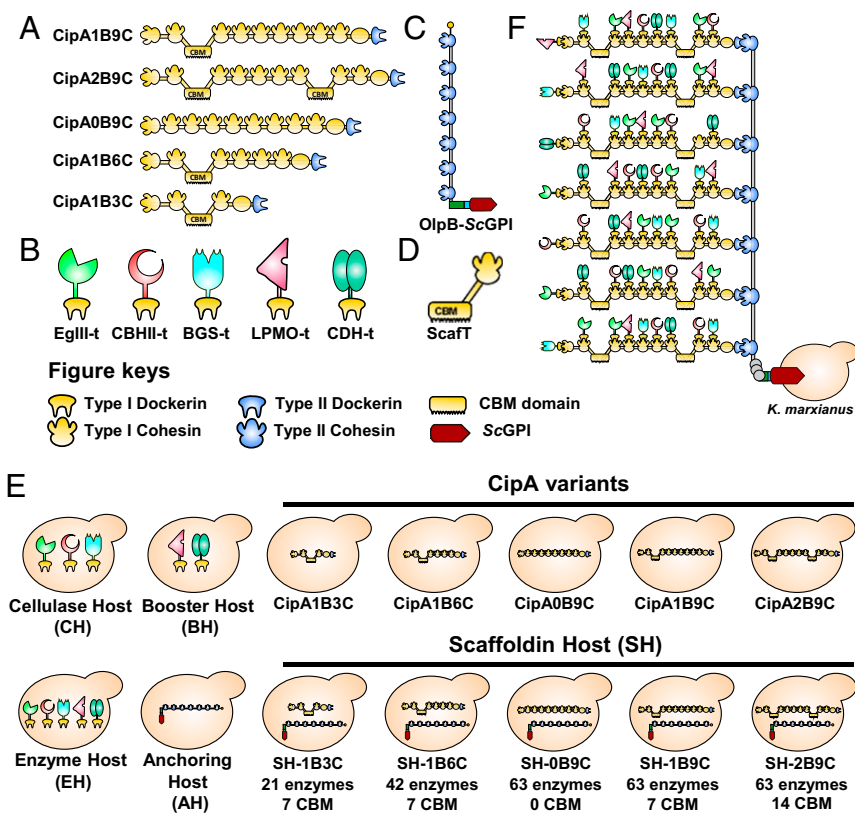 A
CipA1B9C
CBM
CipA2B9C
CBM
CBM
CipA0B9C
CipA1B6C
CBM
CipA1B3C
CBM
B
EgIII-t
CBHII-t
BGS-t
LPMO-t
CDH-t
C
OlpB-ScGPI
D
CBM
ScafT
F
K. marxianus
Figure keys
Type I Dockerin
Type II Dockerin
CBM domain
Type I Cohesin
Type II Cohesin
ScGPI
E
CipA variants
Cellulase Host
(CH)
Booster Host
(BH)
CipA1B3C
CipA1B6C
CipA0B9C
CipA1B9C
CipA2B9C
Scaffoldin Host (SH)
Enzyme Host
(EH)
Anchoring
Host
(AH)
SH-1B3C
21 enzymes
7 CBM
SH-1B6C
42 enzymes
7 CBM
SH-0B9C
63 enzymes
0 CBM
SH-1B9C
63 enzymes
7 CBM
SH-2B9C
63 enzymes
14 CBM